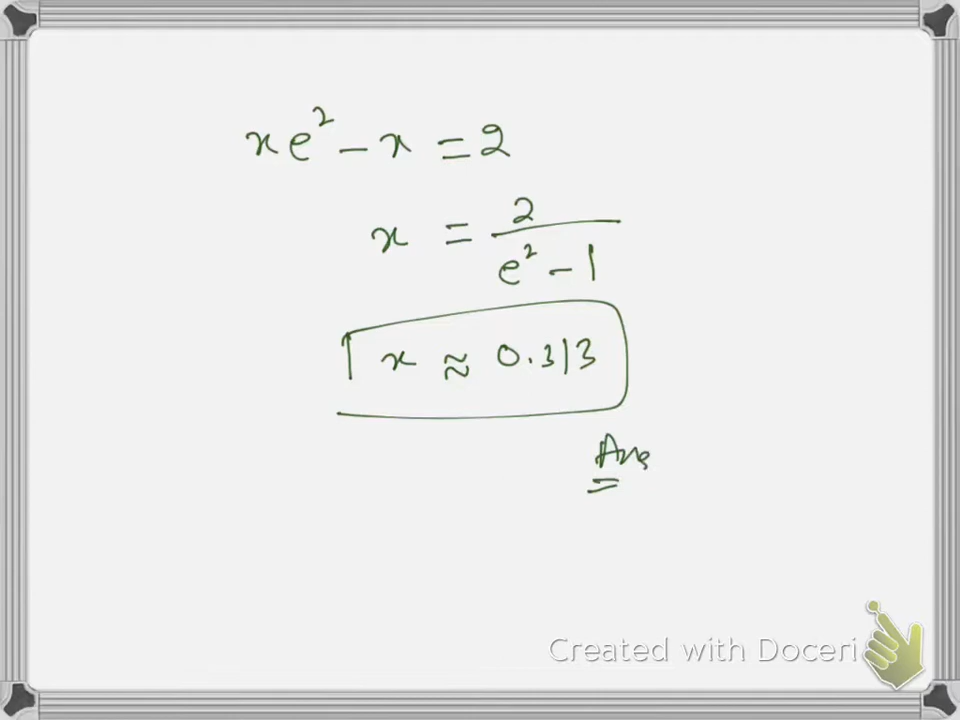 xe² - x = 2
x = 2 / (e² - 1)
x ≈ 0.313
Ans
Created with Doceri